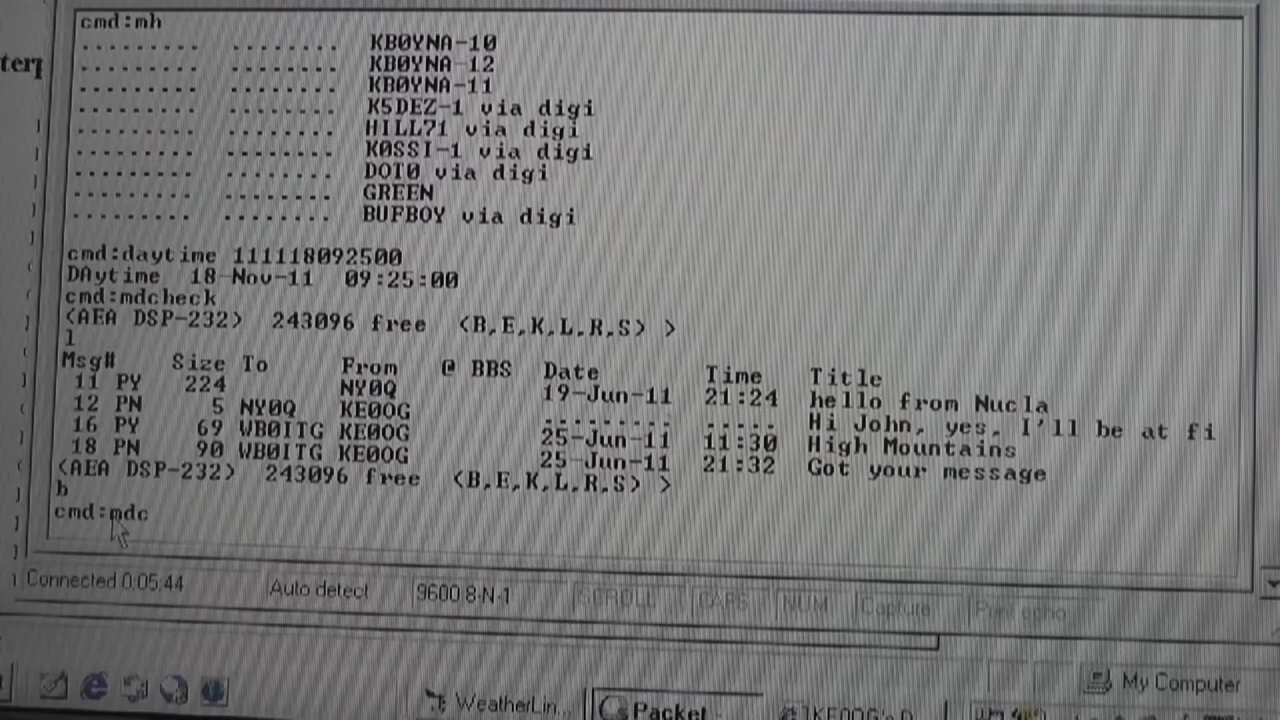 cmd:mh
......... ........ KB0YNA-10
......... ........ KB0YNA-12
......... ........ KB0YNA-11
......... ........ K5DEZ-1 via digi
......... ........ HILL71 via digi
......... ........ K0SSI-1 via digi
......... ........ DOT0 via digi
......... ........ GREEN
......... ........ BUFBOY via digi
cmd:daytime 111118092500
DAytime 18-Nov-11 09:25:00
cmd:mdcheck
(AEA DSP-232) 243096 free (B,E,K,L,R,S) >
l
Msg# Size To From @ BBS Date Time Title
11 PY 224 NY0Q 19-Jun-11 21:24 hello from Nucla
12 PN 5 NY0Q KE0OG ......... ..... Hi John, yes, I'll be at fi
16 PY 69 WB0ITG KE0OG 25-Jun-11 11:30 High Mountains
18 PN 90 WB0ITG KE0OG 25-Jun-11 21:32 Got your message
(AEA DSP-232) 243096 free (B,E,K,L,R,S) >
b
cmd:mdc
Connected 0:05:44 Auto detect 9600 8-N-1 SCROLL CAPS NUM Capture Print echo
My Computer
WeatherLin... Packet